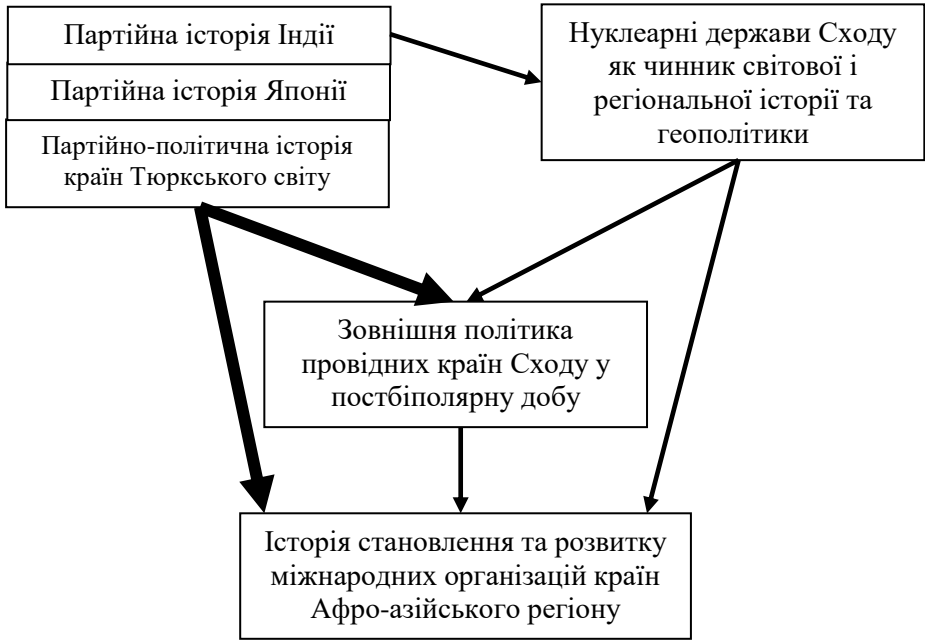 Партійна історія Індії
Партійна історія Японії
Партійно-політична історія
країн Тюркського світу
Нуклеарні держави Сходу
як чинник світової і
регіональної історії та
геополітики
Зовнішня політика
провідних країн Сходу у
постбіполярну добу
Історія становлення та розвитку
міжнародних організацій країн
Афро-азійського регіону